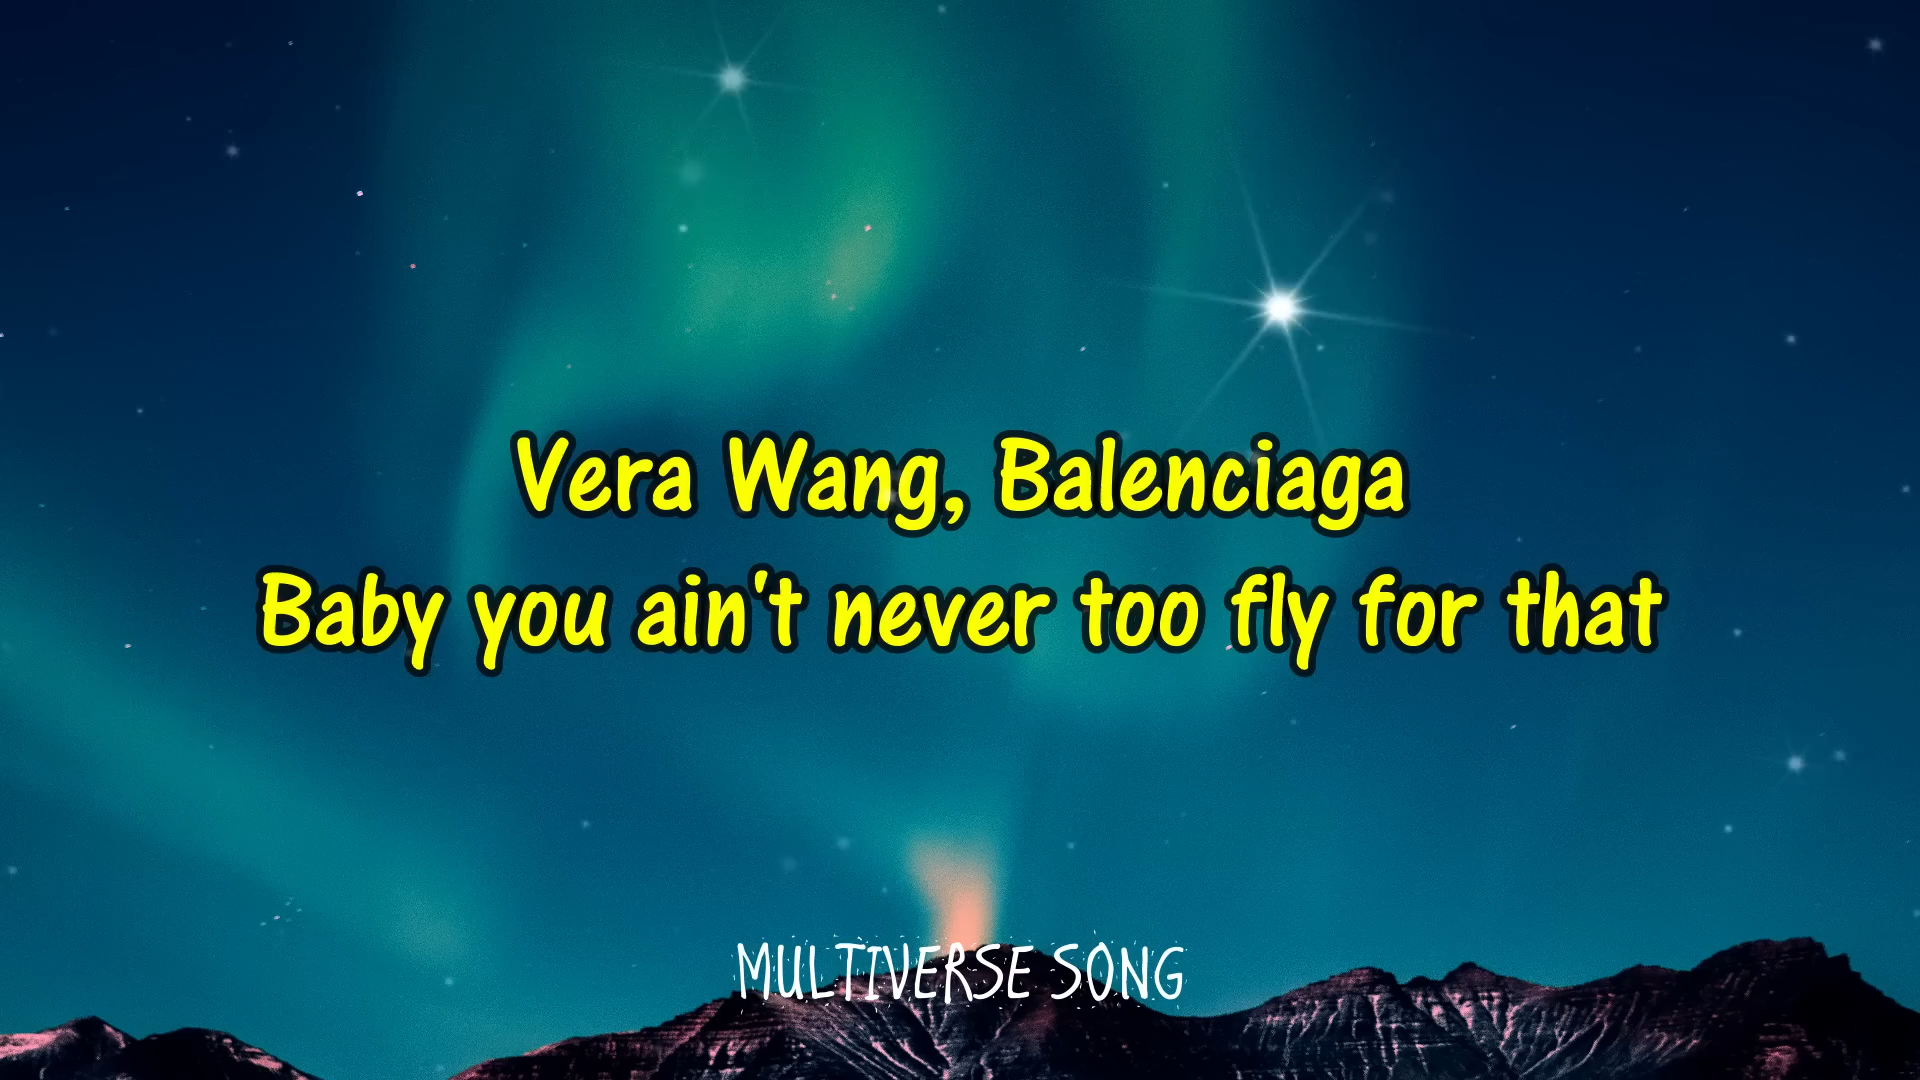 Vera Wang, Balenciaga
Baby you ain't never too fly for that
MULTIVERSE SONG